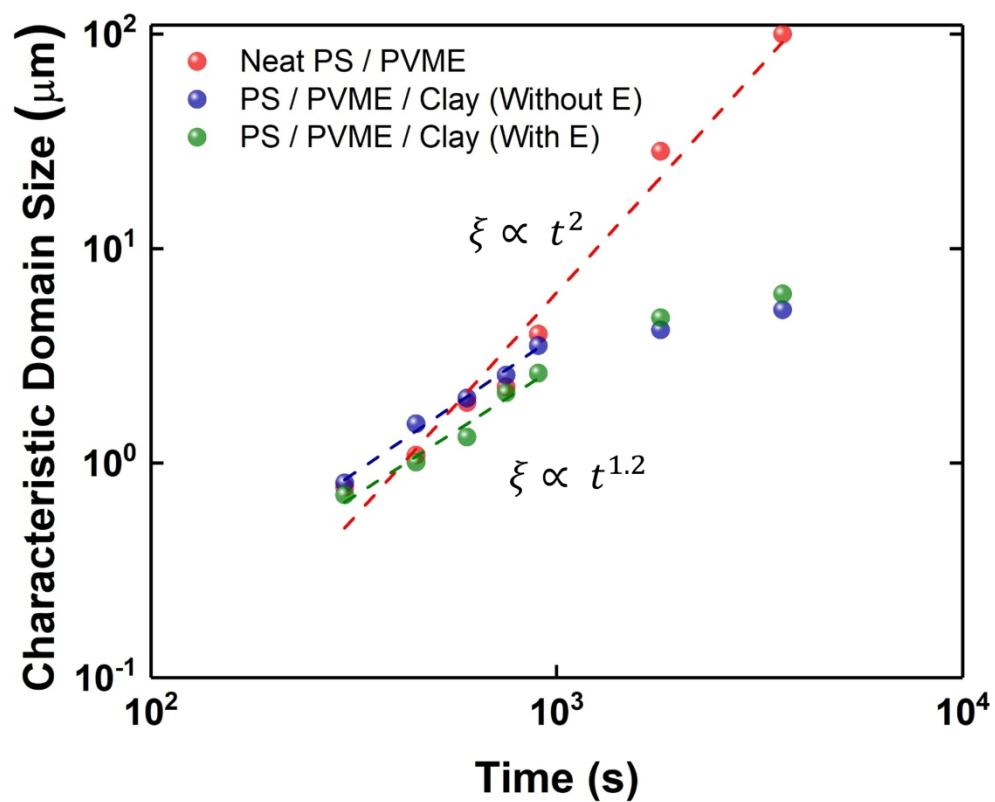 Characteristic Domain Size (μm)
10²
10¹
10⁰
10⁻¹
Neat PS / PVME
PS / PVME / Clay (Without E)
PS / PVME / Clay (With E)
ξ ∝ t²
ξ ∝ t¹·²
10²
10³
10⁴
Time (s)